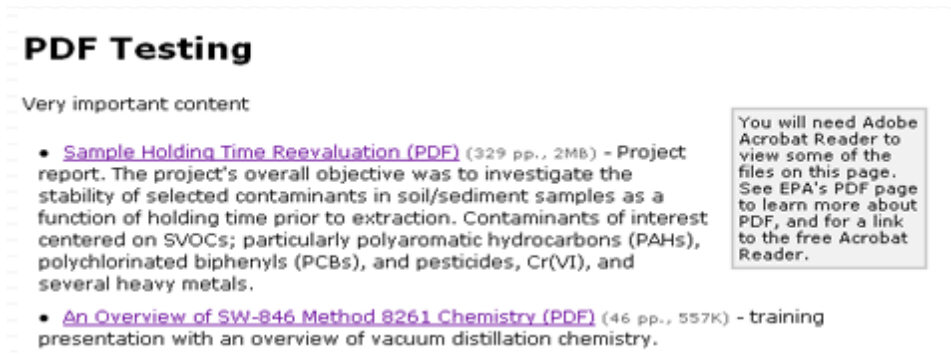 PDF Testing
Very important content
• Sample Holding Time Reevaluation (PDF) (329 pp., 2MB) - Project
report. The project's overall objective was to investigate the
stability of selected contaminants in soil/sediment samples as a
function of holding time prior to extraction. Contaminants of interest
centered on SVOCs; particularly polyaromatic hydrocarbons (PAHs),
polychlorinated biphenyls (PCBs), and pesticides, Cr(VI), and
several heavy metals.
• An Overview of SW-846 Method 8261 Chemistry (PDF) (46 pp., 557K) - training
presentation with an overview of vacuum distillation chemistry.
You will need Adobe
Acrobat Reader to
view some of the
files on this page.
See EPA's PDF page
to learn more about
PDF, and for a link
to the free Acrobat
Reader.